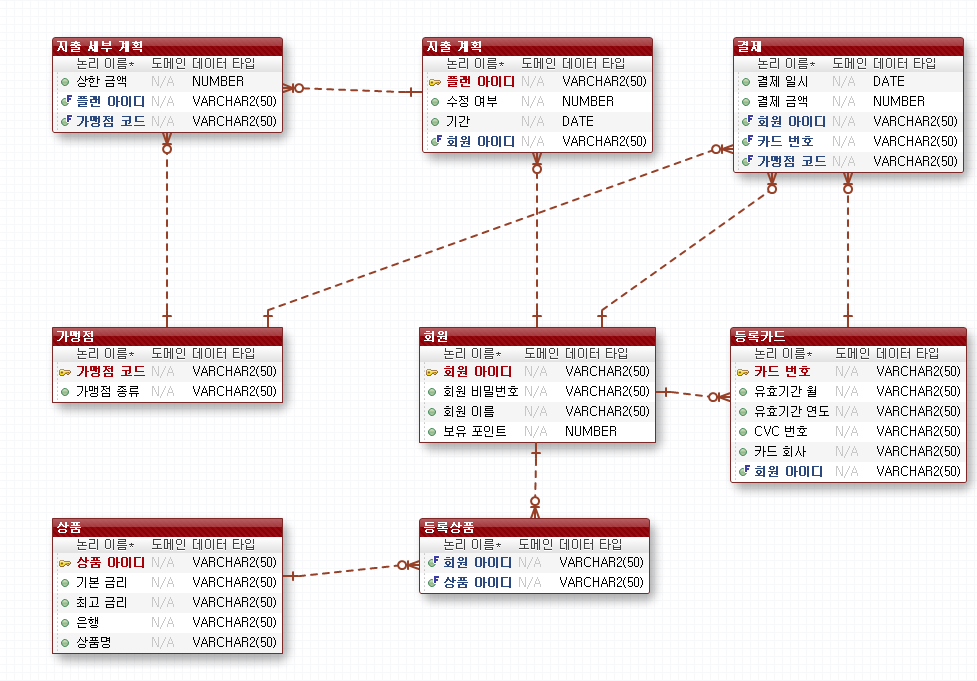 지출 세부 계획
논리 이름* 도메인 데이터 타입
상한 금액 N/A NUMBER
플랜 아이디 N/A VARCHAR2(50)
가맹점 코드 N/A VARCHAR2(50)
지출 계획
논리 이름* 도메인 데이터 타입
플랜 아이디 N/A VARCHAR2(50)
수정 여부 N/A NUMBER
기간 N/A DATE
회원 아이디 N/A VARCHAR2(50)
결제
논리 이름* 도메인 데이터 타입
결제 일시 N/A DATE
결제 금액 N/A NUMBER
회원 아이디 N/A VARCHAR2(50)
카드 번호 N/A VARCHAR2(50)
가맹점 코드 N/A VARCHAR2(50)
가맹점
논리 이름* 도메인 데이터 타입
가맹점 코드 N/A VARCHAR2(50)
가맹점 종류 N/A VARCHAR2(50)
회원
논리 이름* 도메인 데이터 타입
회원 아이디 N/A VARCHAR2(50)
회원 비밀번호 N/A VARCHAR2(50)
회원 이름 N/A VARCHAR2(50)
보유 포인트 N/A NUMBER
등록카드
논리 이름* 도메인 데이터 타입
카드 번호 N/A VARCHAR2(50)
유효기간 월 N/A VARCHAR2(50)
유효기간 연도 N/A VARCHAR2(50)
CVC 번호 N/A VARCHAR2(50)
카드 회사 N/A VARCHAR2(50)
회원 아이디 N/A VARCHAR2(50)
상품
논리 이름* 도메인 데이터 타입
상품 아이디 N/A VARCHAR2(50)
기본 금리 N/A VARCHAR2(50)
최고 금리 N/A VARCHAR2(50)
은행 N/A VARCHAR2(50)
상품명 N/A VARCHAR2(50)
등록상품
논리 이름* 도메인 데이터 타입
회원 아이디 N/A VARCHAR2(50)
상품 아이디 N/A VARCHAR2(50)